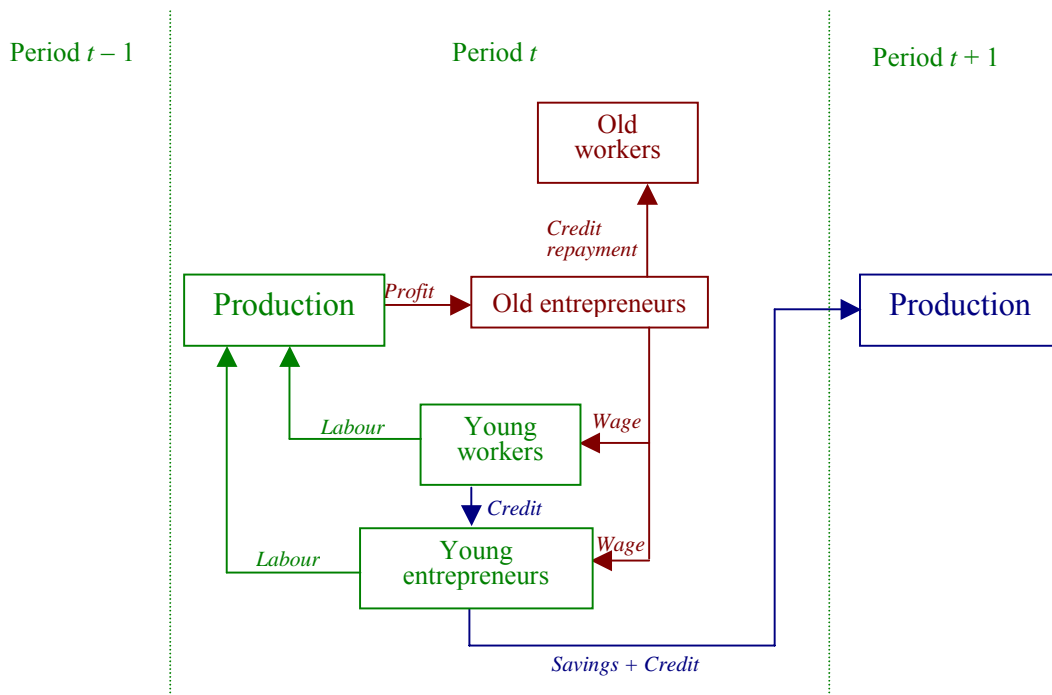 Period t – 1
Period t
Period t + 1
Old
workers
Credit
repayment
Production
Profit
Old entrepreneurs
Production
Labour
Young
workers
Wage
Credit
Labour
Young
entrepreneurs
Wage
Savings + Credit